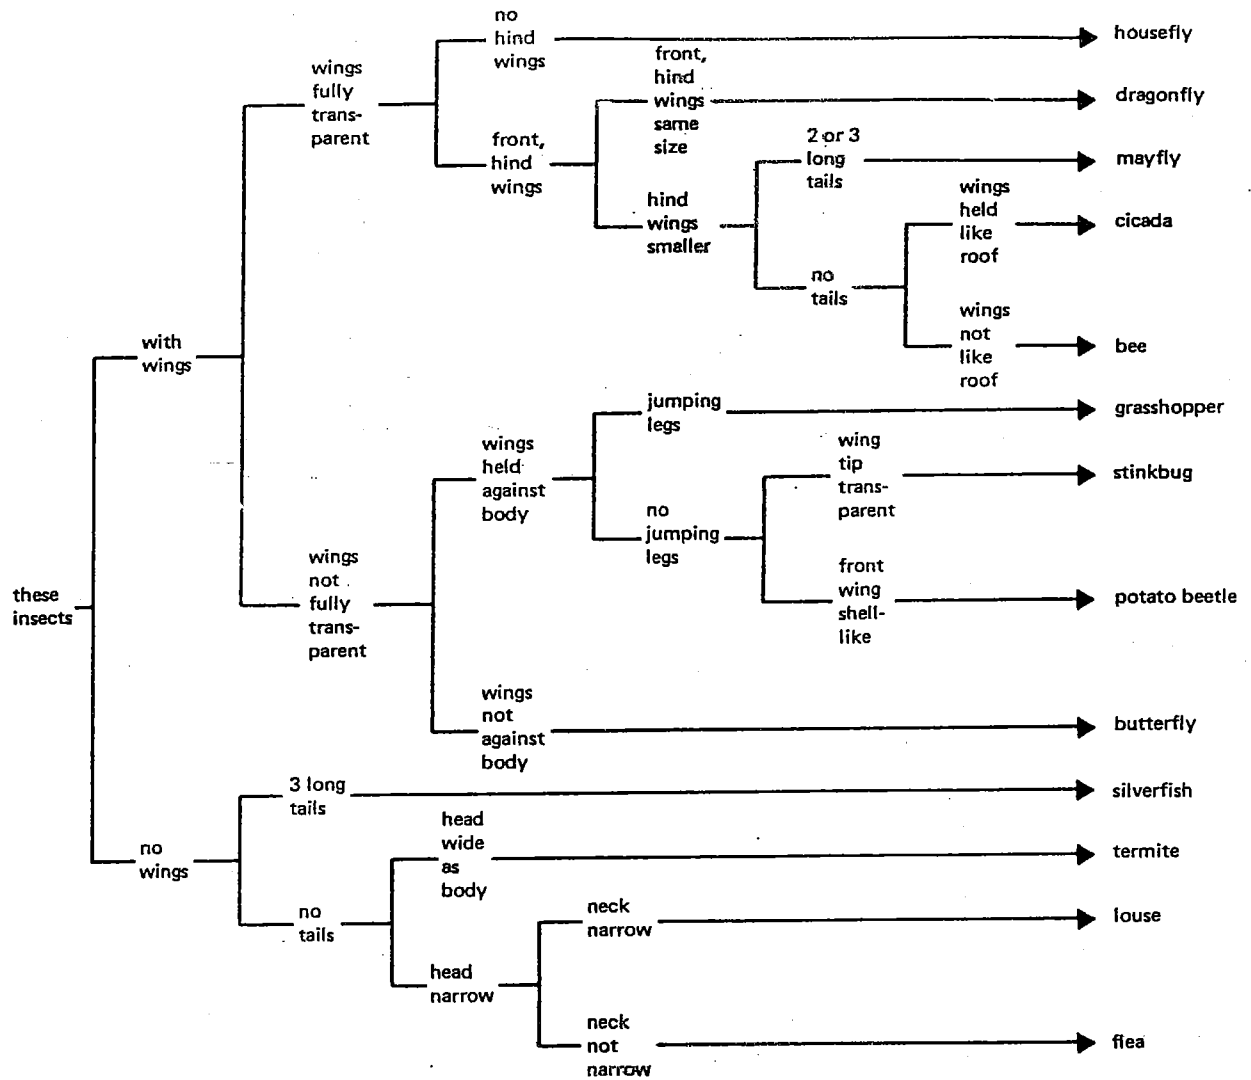 no
hind
wings
housefly
wings
fully
trans-
parent
front,
hind
wings
same
size
dragonfly
front,
hind
wings
2 or 3
long
tails
mayfly
hind
wings
smaller
wings
held
like
roof
cicada
no
tails
wings
not
like
roof
bee
with
wings
jumping
legs
grasshopper
wings
held
against
body
wing
tip
trans-
parent
stinkbug
no
jumping
legs
front
wing
shell-
like
potato beetle
these
insects
wings
not
fully
trans-
parent
wings
not
against
body
butterfly
3 long
tails
silverfish
no
wings
head
wide
as
body
termite
no
tails
neck
narrow
louse
head
narrow
neck
not
narrow
flea